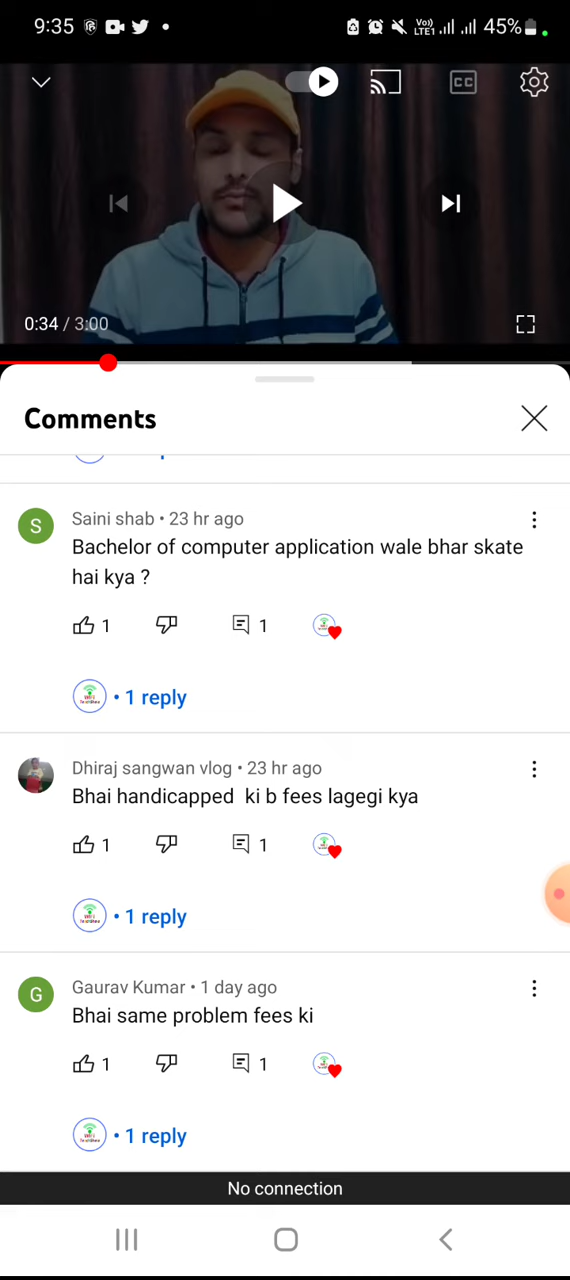 9:35
Vo) LTE1
45%
CC
0:34 / 3:00
Comments
S
Saini shab • 23 hr ago
Bachelor of computer application wale bhar skate
hai kya ?
1
1
• 1 reply
Dhiraj sangwan vlog • 23 hr ago
Bhai handicapped ki b fees lagegi kya
1
1
• 1 reply
G
Gaurav Kumar • 1 day ago
Bhai same problem fees ki
1
1
• 1 reply
No connection